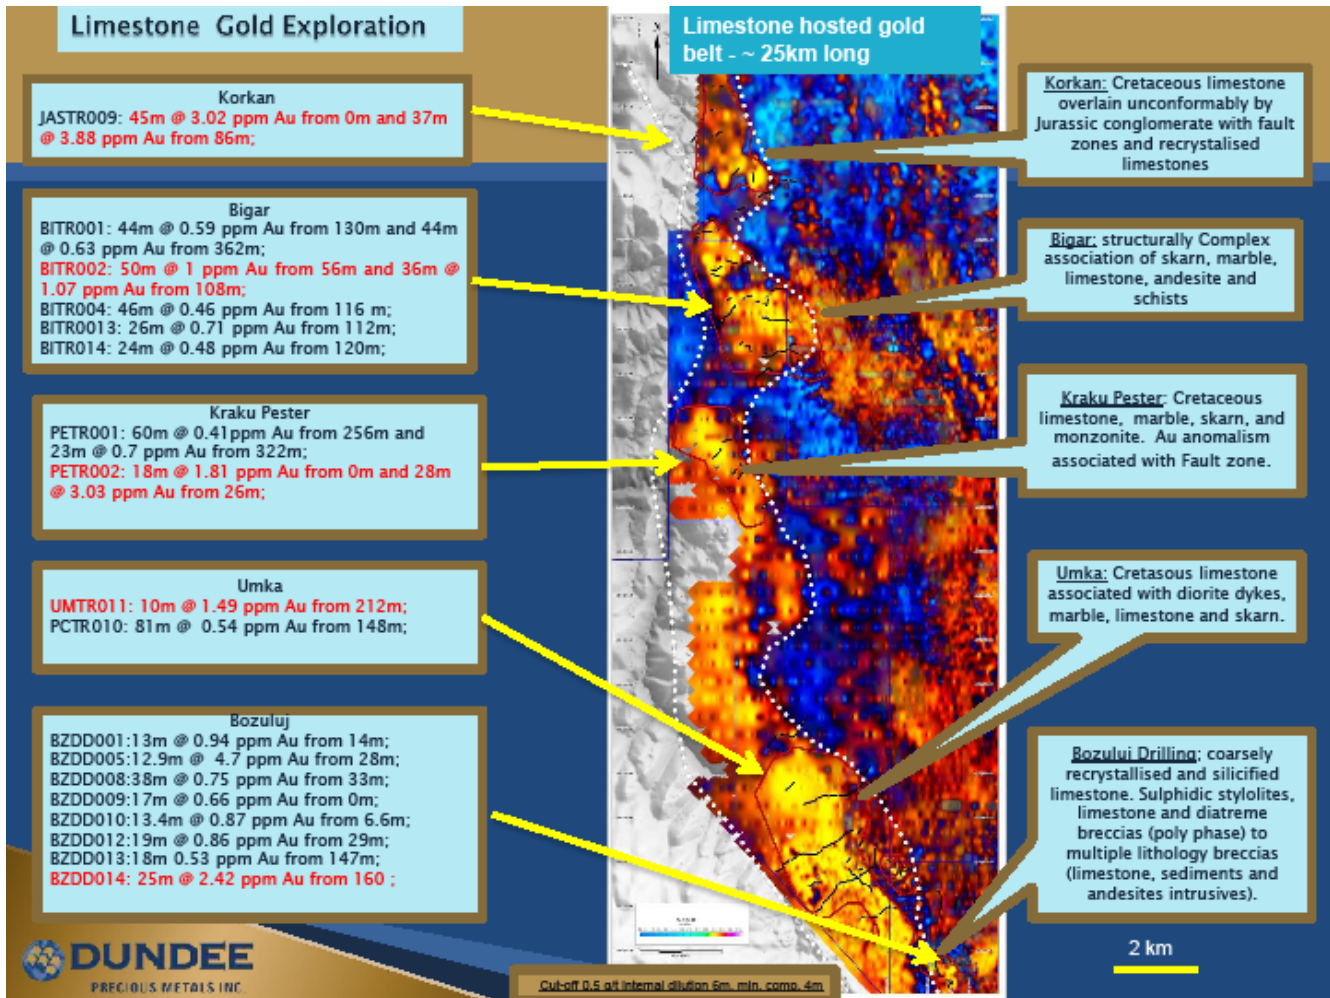 Limestone Gold Exploration
Limestone hosted gold
belt - ~ 25km long
Korkan
JASTR009: 45m @ 3.02 ppm Au from 0m and 37m
@ 3.88 ppm Au from 86m;
Bigar
BITR001: 44m @ 0.59 ppm Au from 130m and 44m
@ 0.63 ppm Au from 362m;
BITR002: 50m @ 1 ppm Au from 56m and 36m @
1.07 ppm Au from 108m;
BITR004: 46m @ 0.46 ppm Au from 116 m;
BITR0013: 26m @ 0.71 ppm Au from 112m;
BITR014: 24m @ 0.48 ppm Au from 120m;
Kraku Pester
PETR001: 60m @ 0.41ppm Au from 256m and
23m @ 0.7 ppm Au from 322m;
PETR002: 18m @ 1.81 ppm Au from 0m and 28m
@ 3.03 ppm Au from 26m;
Umka
UMTR011: 10m @ 1.49 ppm Au from 212m;
PCTR010: 81m @ 0.54 ppm Au from 148m;
Bozuluj
BZDD001:13m @ 0.94 ppm Au from 14m;
BZDD005:12.9m @ 4.7 ppm Au from 28m;
BZDD008:38m @ 0.75 ppm Au from 33m;
BZDD009:17m @ 0.66 ppm Au from 0m;
BZDD010:13.4m @ 0.87 ppm Au from 6.6m;
BZDD012:19m @ 0.86 ppm Au from 29m;
BZDD013:18m 0.53 ppm Au from 147m;
BZDD014: 25m @ 2.42 ppm Au from 160 ;
Korkan: Cretaceous limestone
overlain unconformably by
Jurassic conglomerate with fault
zones and recrystalised
limestones
Bigar: structurally Complex
association of skarn, marble,
limestone, andesite and
schists
Kraku Pester: Cretaceous
limestone, marble, skarn, and
monzonite. Au anomalism
associated with Fault zone.
Umka: Cretasous limestone
associated with diorite dykes,
marble, limestone and skarn.
Bozului Drilling; coarsely
recrystallised and silicified
limestone. Sulphidic stylolites,
limestone and diatreme
breccias (poly phase) to
multiple lithology breccias
(limestone, sediments and
andesites intrusives).
2 km
DUNDEE
PRECIOUS METALS INC.
Cut-off 0.5 g/t internal dilution 6m, min. comp. 4m